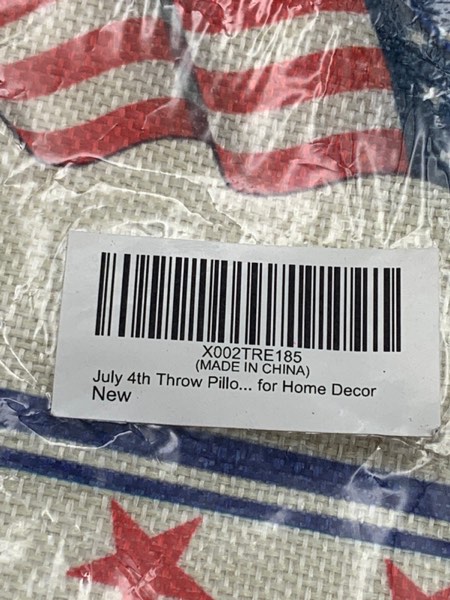 X002TRE185
(MADE IN CHINA)
July 4th Throw Pillo... for Home Decor
New